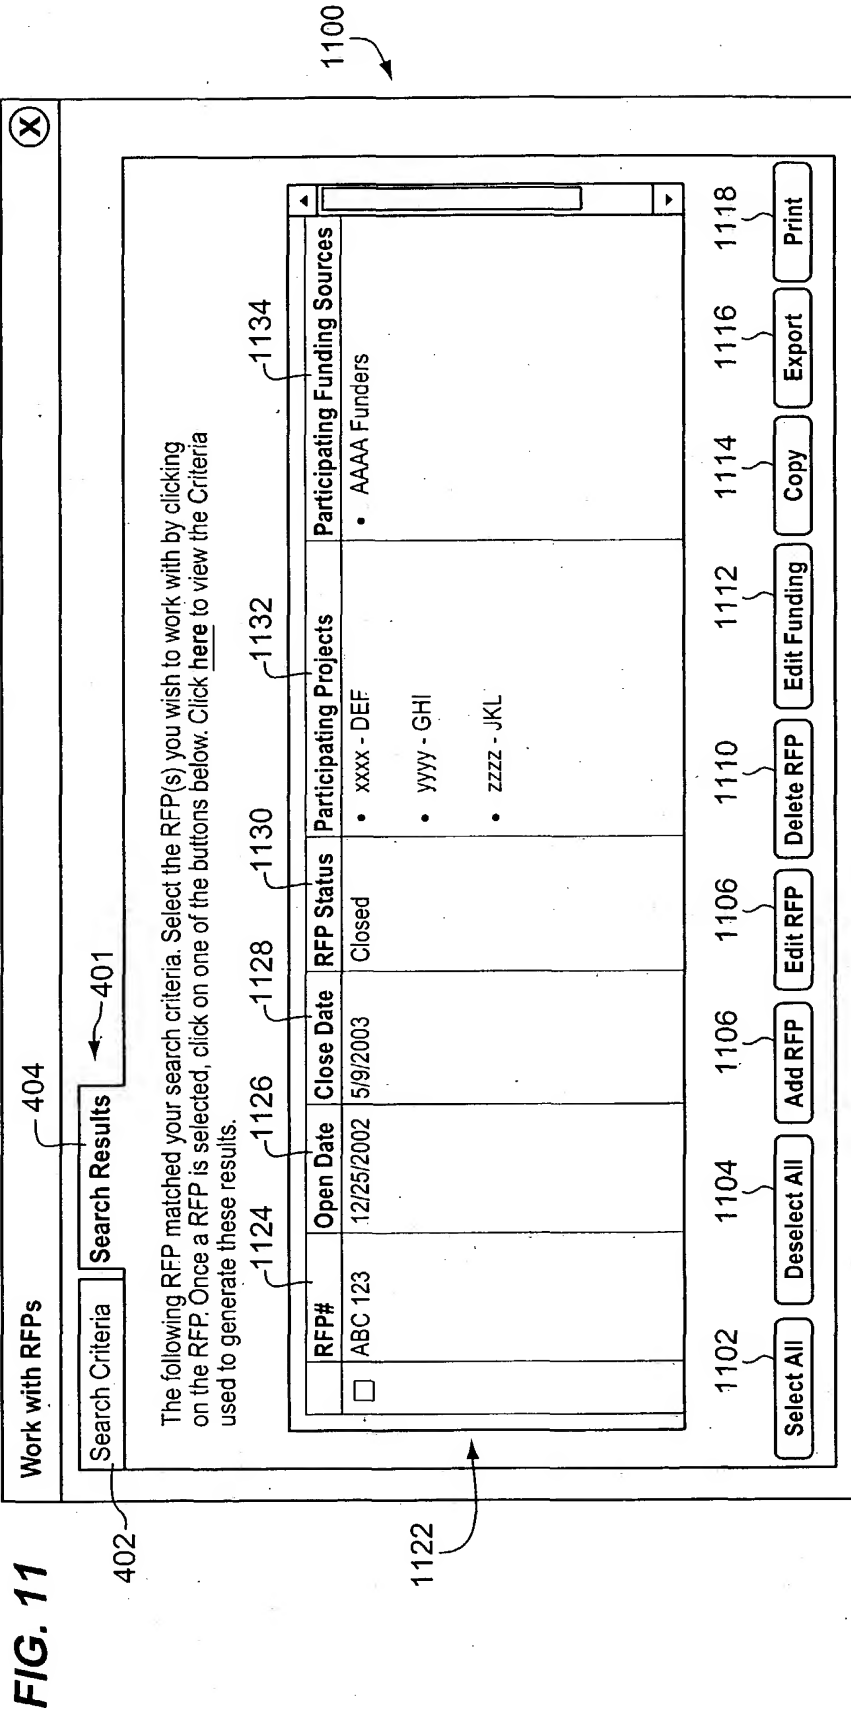 FIG. 11
Work with RFPs
404
402
Search Criteria
Search Results
401
1100
The following RFP matched your search criteria. Select the RFP(s) you wish to work with by clicking
on the RFP. Once a RFP is selected, click on one of the buttons below. Click here to view the Criteria
used to generate these results.
1124
1126
1128
1130
1132
1134
RFP#
Open Date
Close Date
RFP Status
Participating Projects
Participating Funding Sources
ABC 123
12/25/2002
5/9/2003
Closed
• xxxx - DEF
• AAAA Funders
• yyyy - GHI
• zzzz - JKL
1122
1102
1104
1106
1106
1110
1112
1114
1116
1118
Select All
Deselect All
Add RFP
Edit RFP
Delete RFP
Edit Funding
Copy
Export
Print